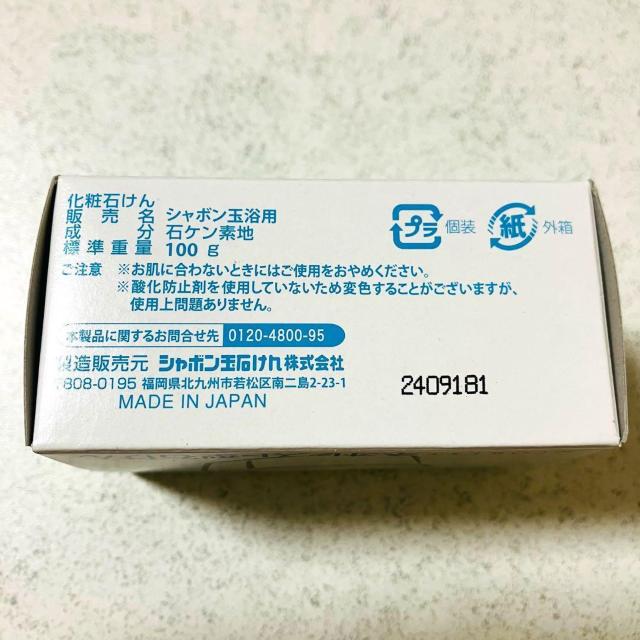 化粧石けん
販売名 シャボン玉浴用
成分 石ケン素地
標準重量 100g
ご注意 ※お肌に合わないときにはご使用をおやめください。
※酸化防止剤を使用していないため変色することがございますが、
使用上問題ありません。
本製品に関するお問合せ先 0120-4800-95
製造販売元 シャボン玉石けん株式会社
〒808-0195 福岡県北九州市若松区南二島2-23-1
MADE IN JAPAN
プラ 個装
紙 外箱
2409181